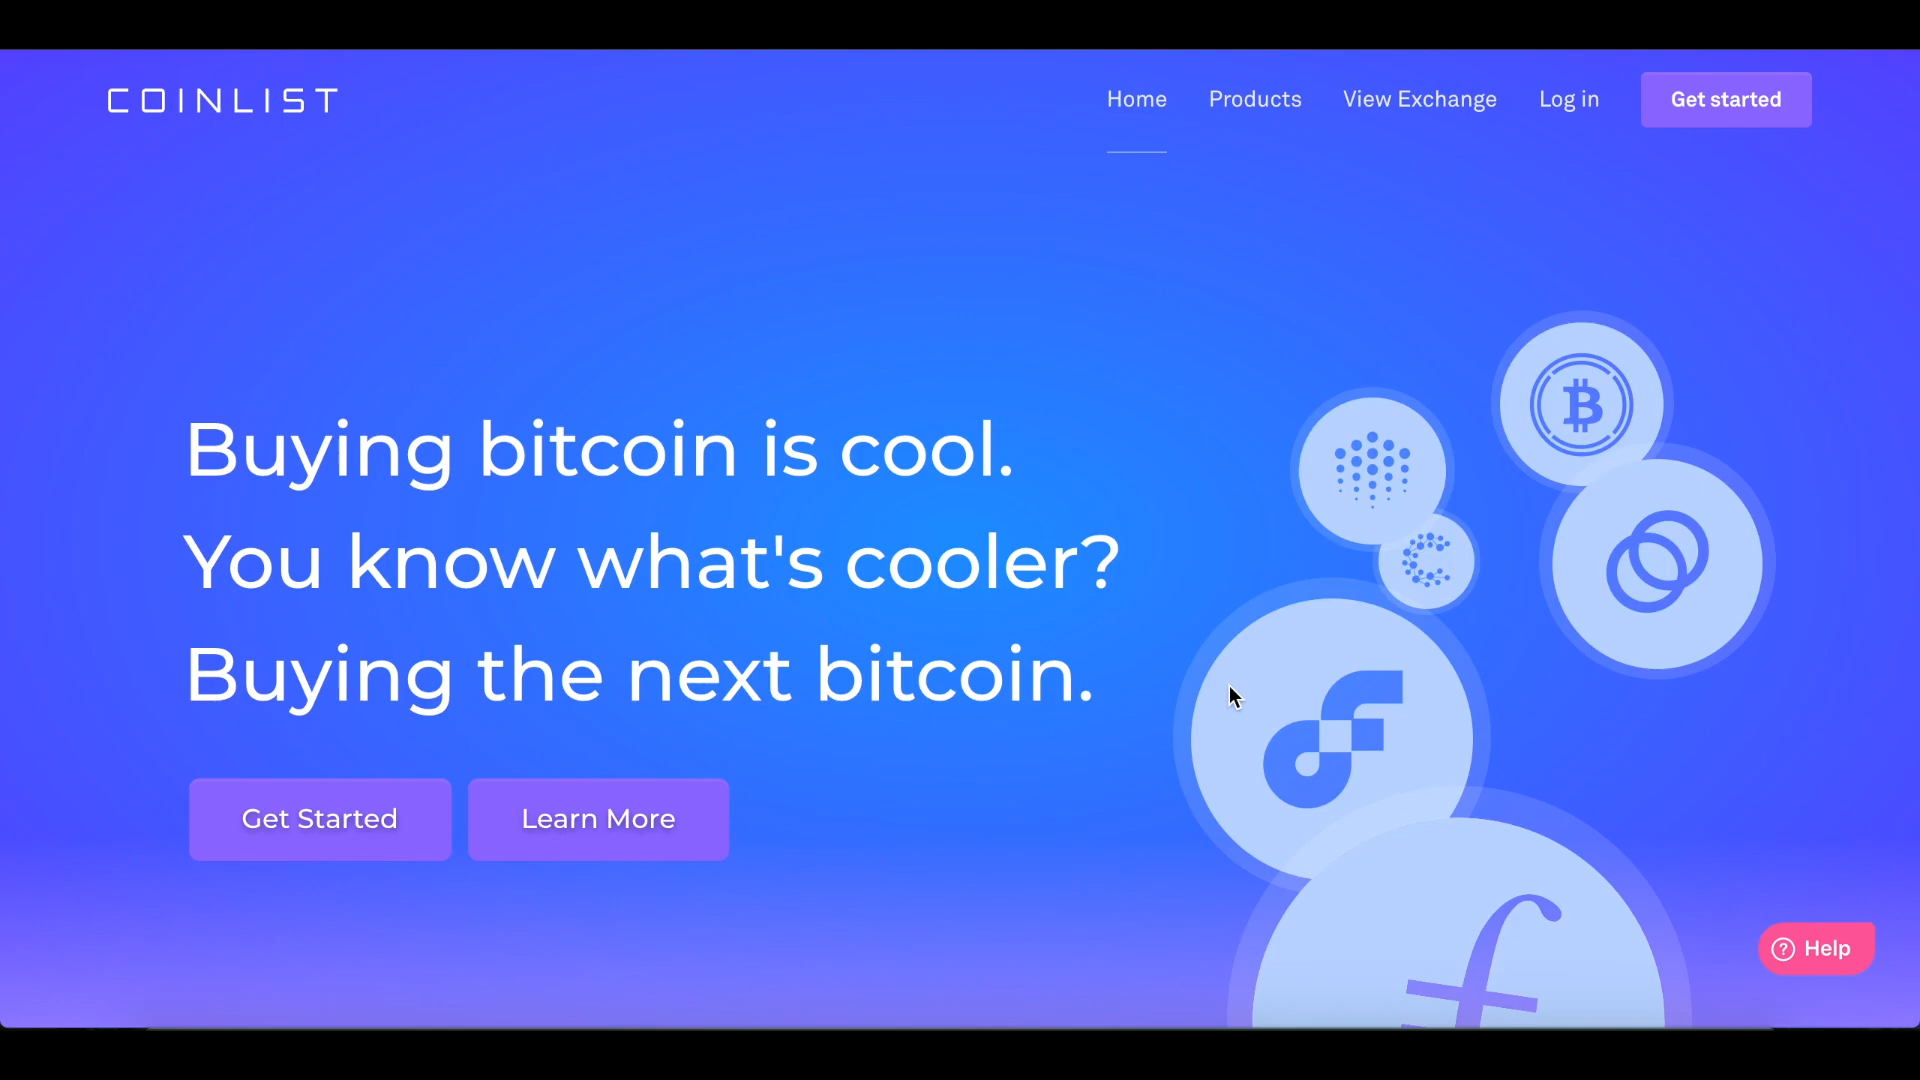 COINLIST
Home
Products
View Exchange
Log in
Get started
Buying bitcoin is cool.
You know what's cooler?
Buying the next bitcoin.
Get Started
Learn More
? Help